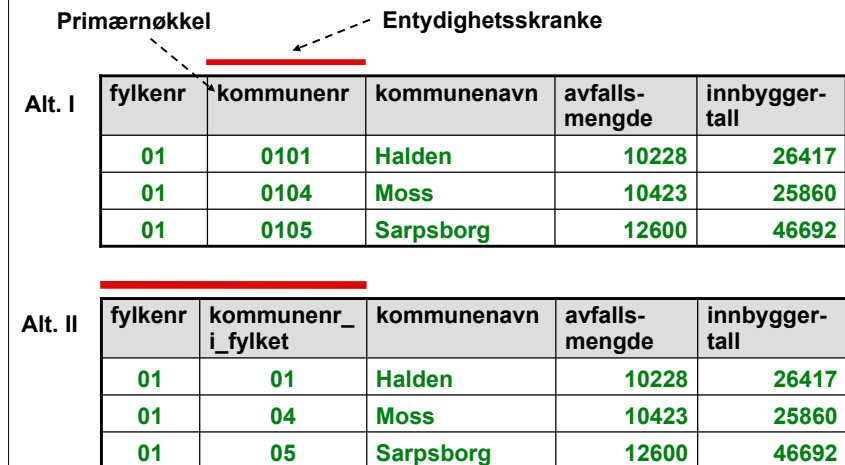 Primærnøkkel Entydighetsskranke
Alt. I
fylkenr kommunenr kommunenavn avfalls- innbygger-
mengde tall
01 0101 Halden 10228 26417
01 0104 Moss 10423 25860
01 0105 Sarpsborg 12600 46692
Alt. II
fylkenr kommunenr_ kommunenavn avfalls- innbygger-
i_fylket mengde tall
01 01 Halden 10228 26417
01 04 Moss 10423 25860
01 05 Sarpsborg 12600 46692